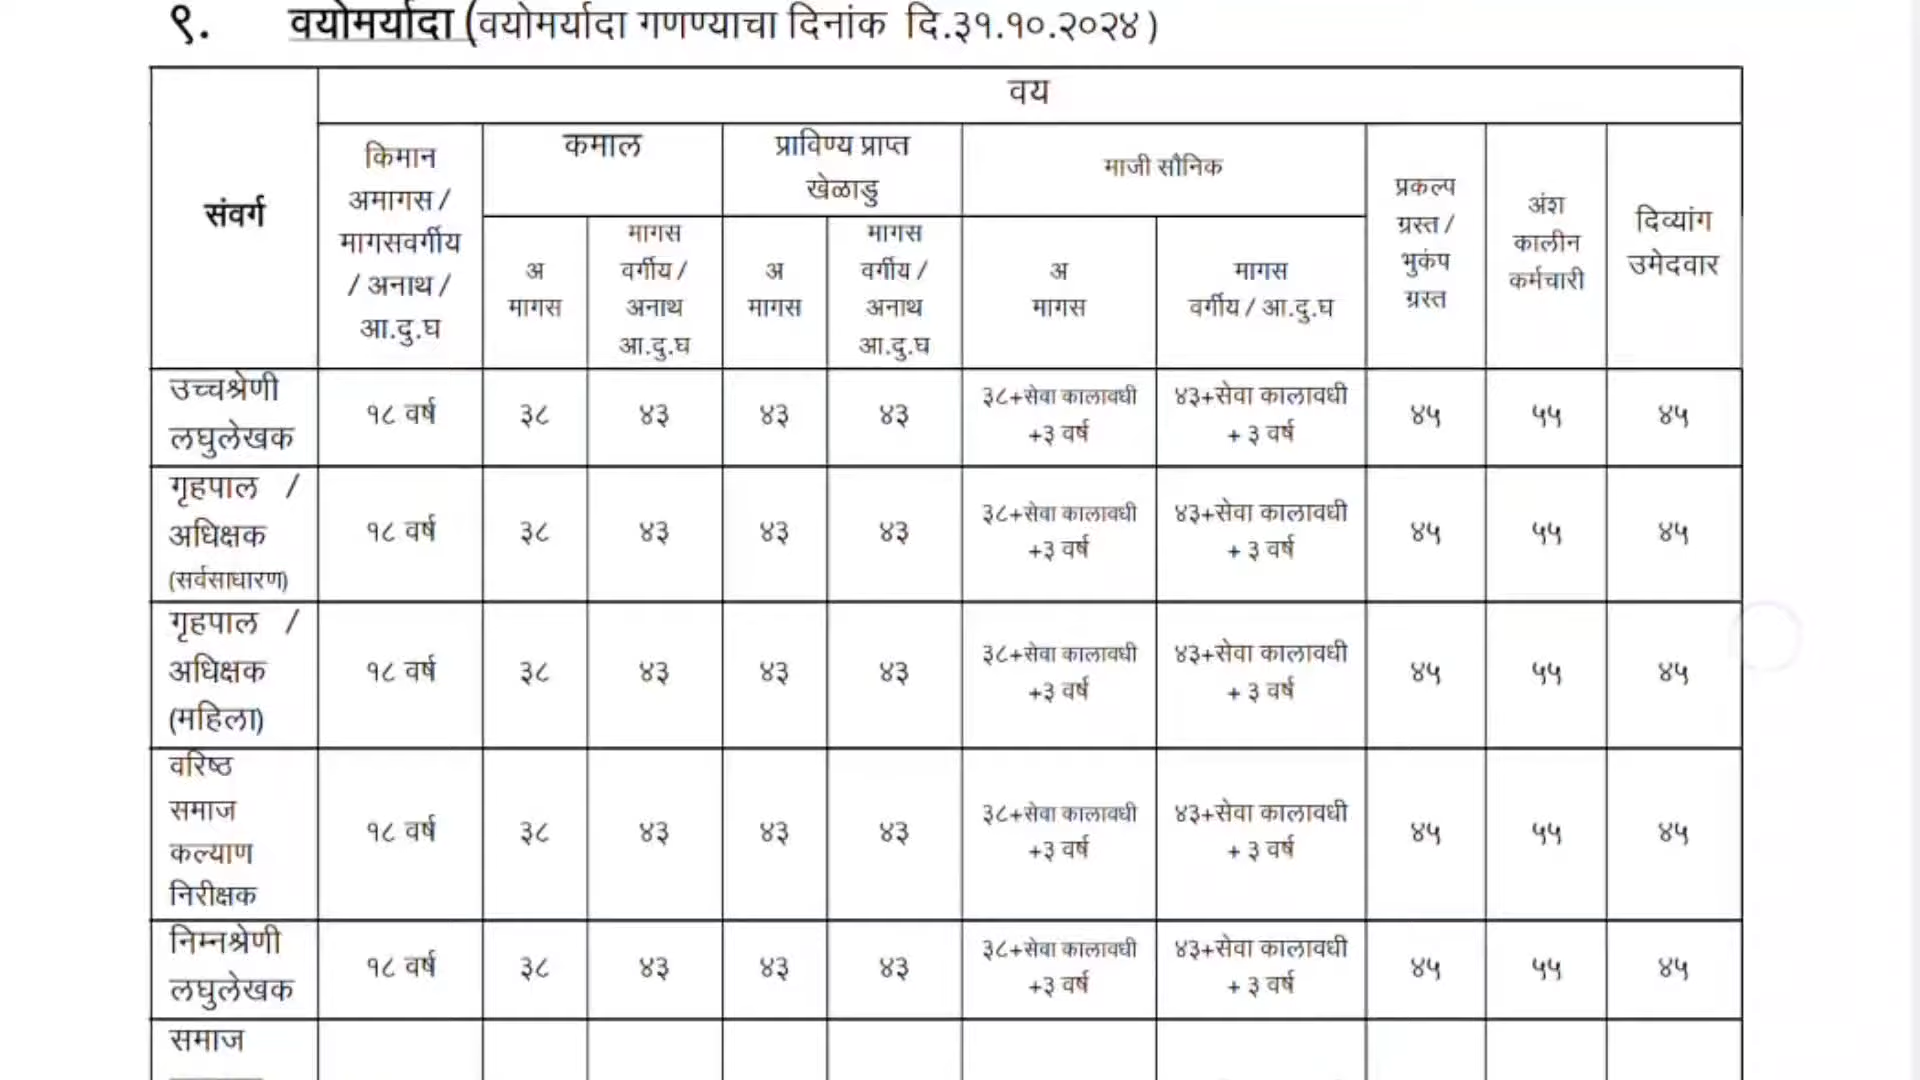 ९. वयोमर्यादा (वयोमर्यादा गणण्याचा दिनांक दि.३१.१०.२०२४)
वय
संवर्ग
किमान
अमागस /
मागसवर्गीय
/ अनाथ /
आ.दु.घ
कमाल
प्राविण्य प्राप्त
खेळाडु
माजी सौनिक
प्रकल्प
ग्रस्त /
भुकंप
ग्रस्त
अंश
कालीन
कर्मचारी
दिव्यांग
उमेदवार
अ
मागस
मागस
वर्गीय /
अनाथ
आ.दु.घ
अ
मागस
मागस
वर्गीय /
अनाथ
आ.दु.घ
अ
मागस
मागस
वर्गीय / आ.दु.घ
उच्चश्रेणी
लघुलेखक
१८ वर्ष
३८
४३
४३
४३
३८+सेवा कालावधी
+३ वर्ष
४३+सेवा कालावधी
+ ३ वर्ष
४५
५५
४५
गृहपाल /
अधिक्षक
(सर्वसाधारण)
१८ वर्ष
३८
४३
४३
४३
३८+सेवा कालावधी
+३ वर्ष
४३+सेवा कालावधी
+ ३ वर्ष
४५
५५
४५
गृहपाल /
अधिक्षक
(महिला)
१८ वर्ष
३८
४३
४३
४३
३८+सेवा कालावधी
+३ वर्ष
४३+सेवा कालावधी
+ ३ वर्ष
४५
५५
४५
वरिष्ठ
समाज
कल्याण
निरीक्षक
१८ वर्ष
३८
४३
४३
४३
३८+सेवा कालावधी
+३ वर्ष
४३+सेवा कालावधी
+ ३ वर्ष
४५
५५
४५
निम्नश्रेणी
लघुलेखक
१८ वर्ष
३८
४३
४३
४३
३८+सेवा कालावधी
+३ वर्ष
४३+सेवा कालावधी
+ ३ वर्ष
४५
५५
४५
समाज